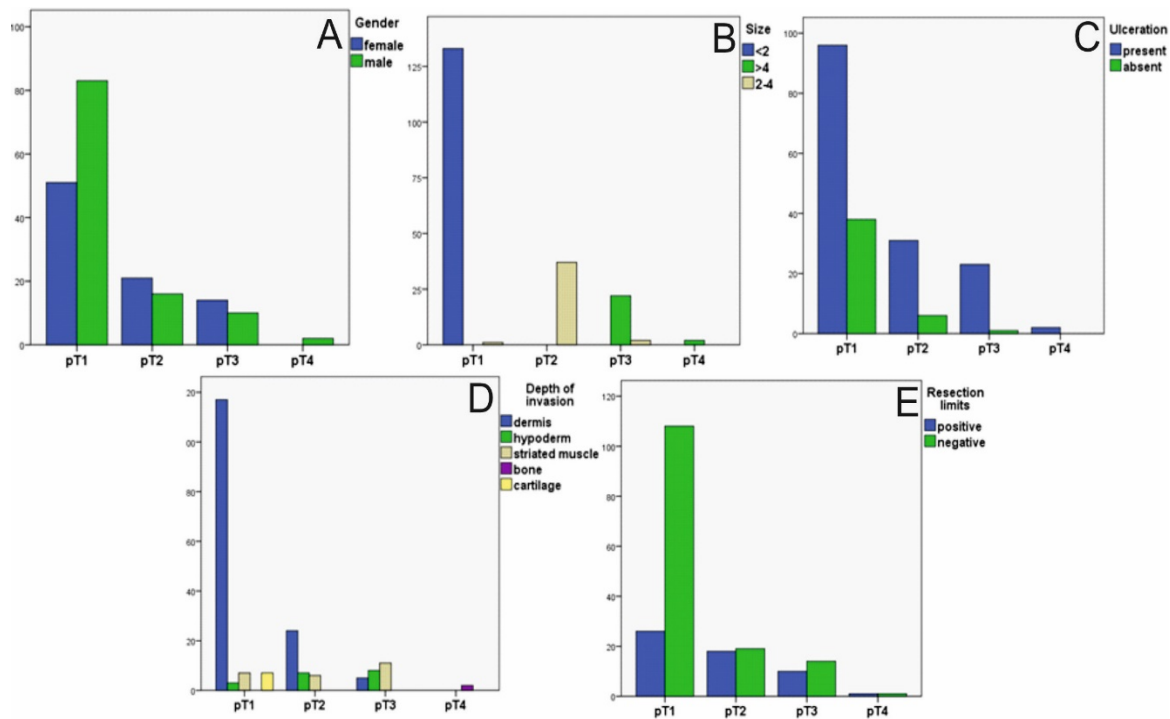 A
Gender
female
male
100
80
60
40
20
0
pT1 pT2 pT3 pT4
B
Size
<2
>4
2-4
125
100
75
50
25
0
pT1 pT2 pT3 pT4
C
Ulceration
present
absent
100
80
60
40
20
0
pT1 pT2 pT3 pT4
D
Depth of
invasion
dermis
hypoderm
striated muscle
bone
cartilage
20
00
80
60
40
20
0
pT1 pT2 pT3 pT4
E
Resection
limits
positive
negative
120
100
80
60
40
20
0
pT1 pT2 pT3 pT4